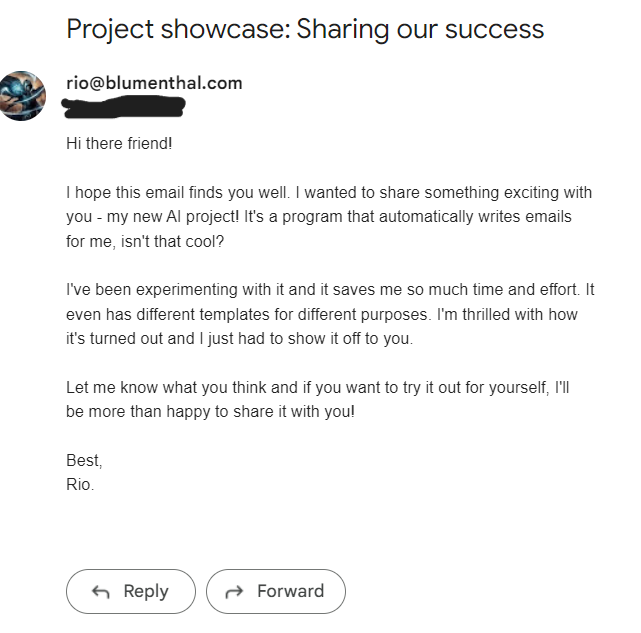 Project showcase: Sharing our success
rio@blumenthal.com
Hi there friend!
I hope this email finds you well. I wanted to share something exciting with
you - my new AI project! It's a program that automatically writes emails
for me, isn't that cool?
I've been experimenting with it and it saves me so much time and effort. It
even has different templates for different purposes. I'm thrilled with how
it's turned out and I just had to show it off to you.
Let me know what you think and if you want to try it out for yourself, I'll
be more than happy to share it with you!
Best,
Rio.
Reply
Forward